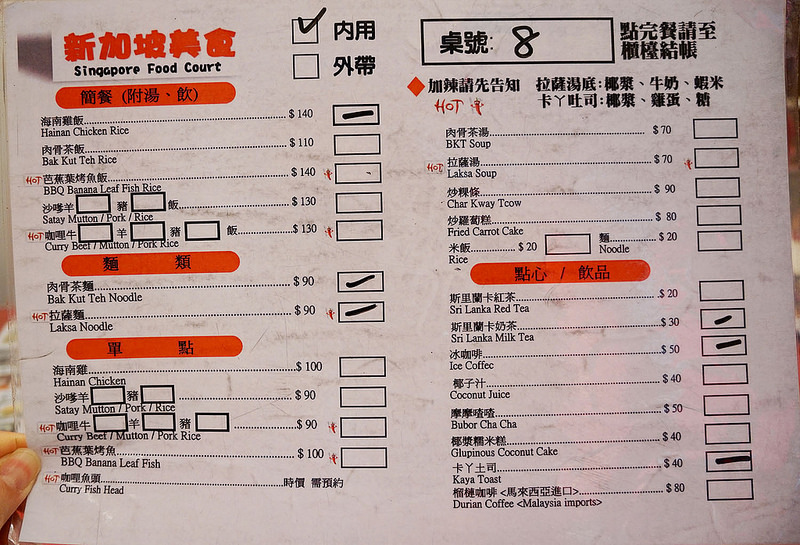 新加坡美食
Singapore Food Court
內用
外帶
桌號: 8
點完餐請至
櫃檯結帳
加辣請先告知 拉薩湯底:椰漿、牛奶、蝦米
HOT 卡ㄚ吐司:椰漿、雞蛋、糖
簡餐 (附湯、飲)
海南雞飯 $ 140
Hainan Chicken Rice
肉骨茶飯 $ 110
Bak Kut Teh Rice
HOT 芭蕉葉烤魚飯 $ 140
BBQ Banana Leaf Fish Rice
沙嗲羊 豬 飯 $ 130
Satay Mutton / Pork / Rice
HOT 咖哩牛 羊 豬 飯 $ 130
Curry Beef / Mutton / Pork Rice
麵 類
肉骨茶麵 $ 90
Bak Kut Teh Noodle
HOT 拉薩麵 $ 90
Laksa Noodle
單 點
海南雞 $ 100
Hainan Chicken
沙嗲羊 豬 $ 90
Satay Mutton / Pork / Rice
HOT 咖哩牛 羊 豬 $ 90
Curry Beef / Mutton / Pork Rice
HOT 芭蕉葉烤魚 $ 100
BBQ Banana Leaf Fish
HOT 咖哩魚頭 時價 需預約
Curry Fish Head
肉骨茶湯 $ 70
BKT Soup
HOT 拉薩湯 $ 70
Laksa Soup
炒粿條 $ 90
Char Kway Tcow
炒羅蔔糕 $ 80
Fried Carrot Cake
米飯 $ 20 麵 $ 20
Rice Noodle
點心 / 飲品
斯里蘭卡紅茶 $ 20
Sri Lanka Red Tea
斯里蘭卡奶茶 $ 30
Sri Lanka Milk Tea
冰咖啡 $ 50
Ice Coffec
椰子汁 $ 40
Coconut Juice
摩摩喳喳 $ 50
Bubor Cha Cha
椰漿糯米糕 $ 40
Glupinous Coconut Cake
卡ㄚ土司 $ 40
Kaya Toast
榴槤咖啡 <馬來西亞進口> $ 80
Durian Coffee <Malaysia imports>